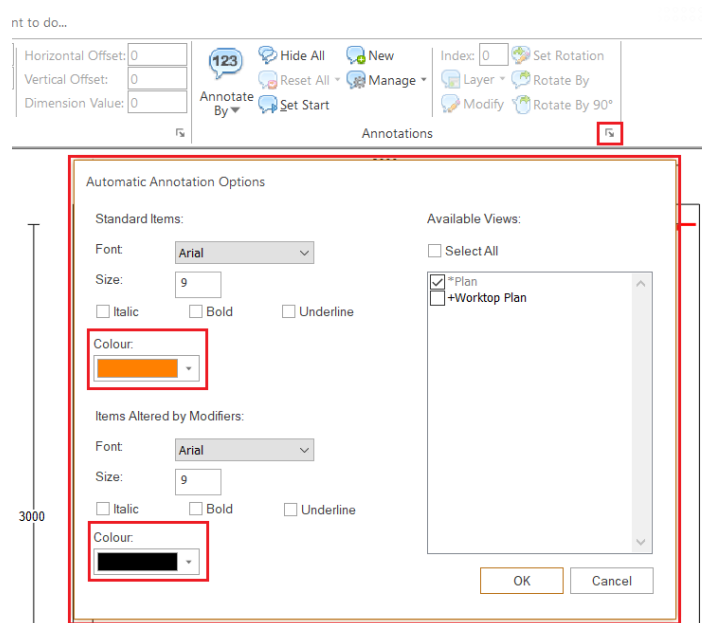 nt to do...
Horizontal Offset: 0
Vertical Offset: 0
Dimension Value: 0
123
Annotate
By
Hide All
Reset All
Set Start
New
Manage
Index: 0
Layer
Modify
Set Rotation
Rotate By
Rotate By 90°
Annotations
Automatic Annotation Options
Standard Items:
Font:
Arial
Size:
9
Italic
Bold
Underline
Colour:
Items Altered by Modifiers:
Font:
Arial
Size:
9
Italic
Bold
Underline
Colour:
Available Views:
Select All
*Plan
+Worktop Plan
OK
Cancel
3000